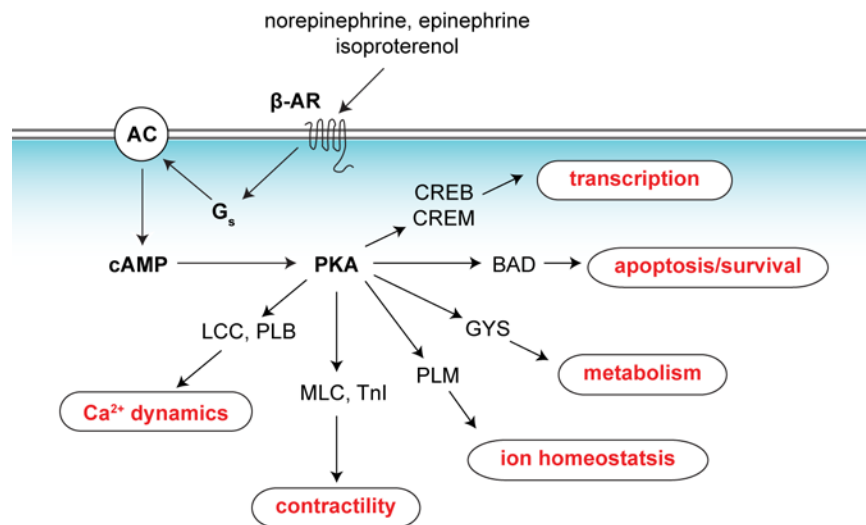 norepinephrine, epinephrine
isoproterenol
β-AR
AC
Gs
CREB
CREM
transcription
cAMP
PKA
BAD
apoptosis/survival
LCC, PLB
GYS
MLC, TnI
PLM
metabolism
Ca²⁺ dynamics
ion homeostatsis
contractility